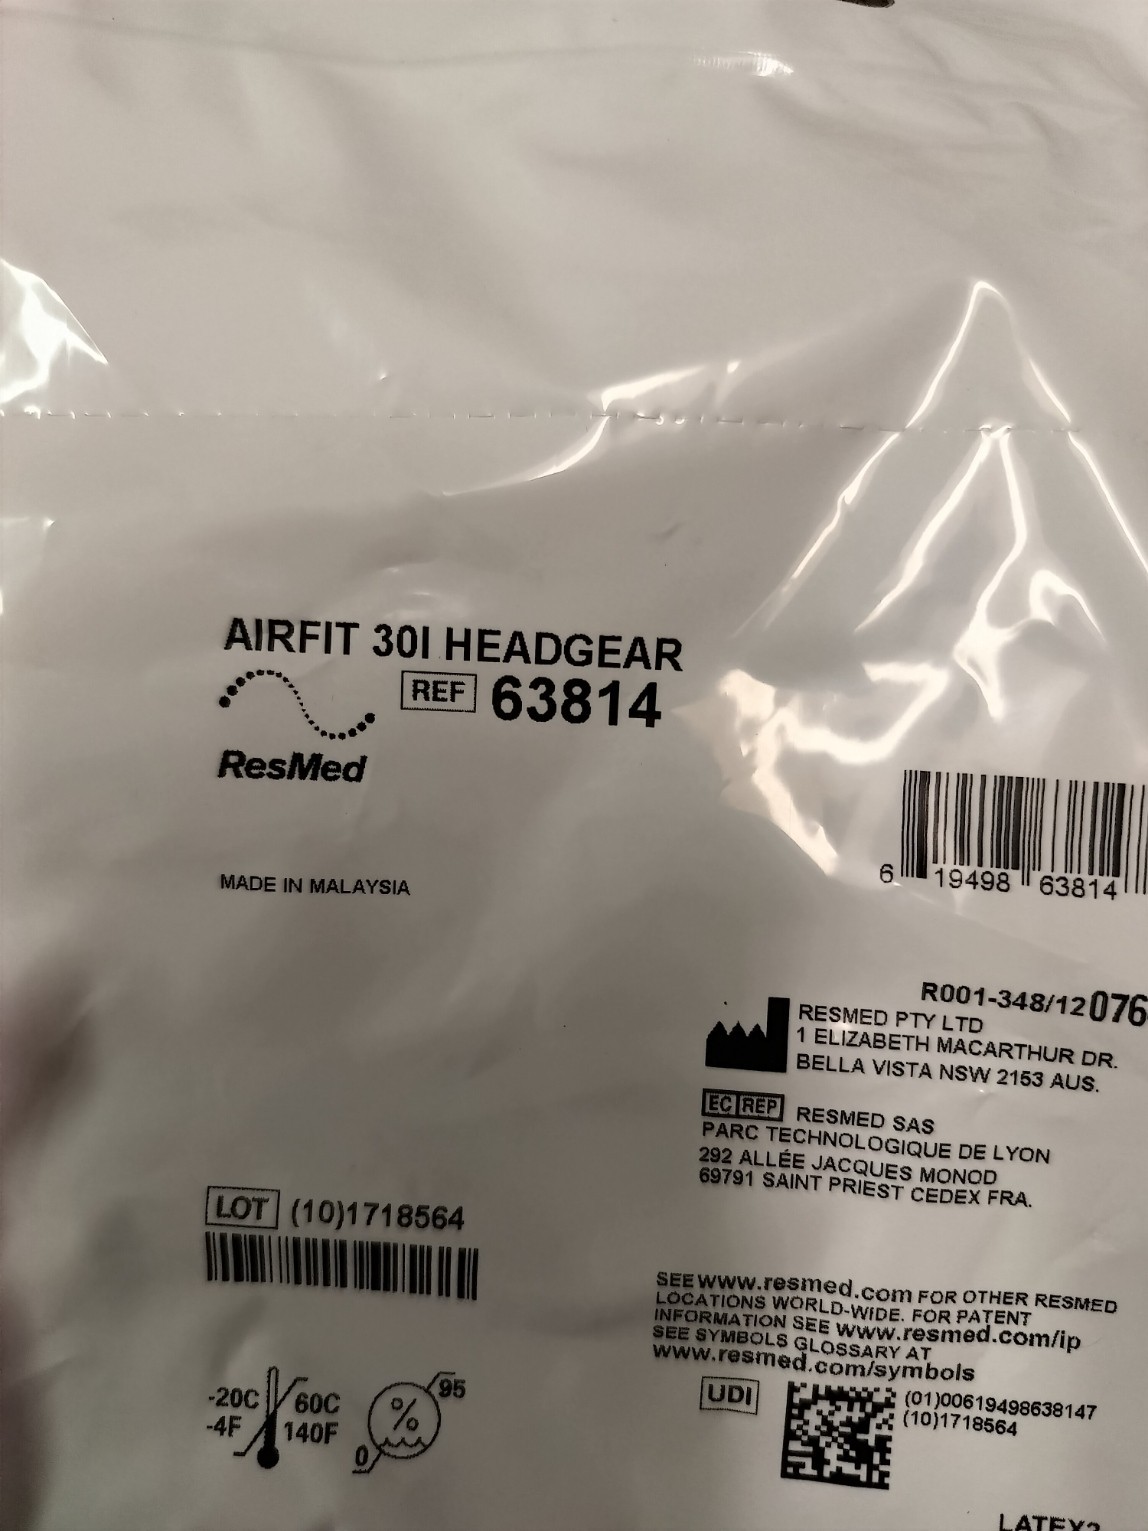 AIRFIT 30I HEADGEAR
REF 63814
ResMed
MADE IN MALAYSIA
6 19498 63814
R001-348/12 076
RESMED PTY LTD
1 ELIZABETH MACARTHUR DR.
BELLA VISTA NSW 2153 AUS.
EC REP RESMED SAS
PARC TECHNOLOGIQUE DE LYON
292 ALLÉE JACQUES MONOD
69791 SAINT PRIEST CEDEX FRA.
LOT (10)1718564
SEE www.resmed.com FOR OTHER RESMED
LOCATIONS WORLD-WIDE. FOR PATENT
INFORMATION SEE www.resmed.com/ip
SEE SYMBOLS GLOSSARY AT
www.resmed.com/symbols
-20C 60C
-4F 140F
% 95
0
UDI (01)00619498638147
(10)1718564